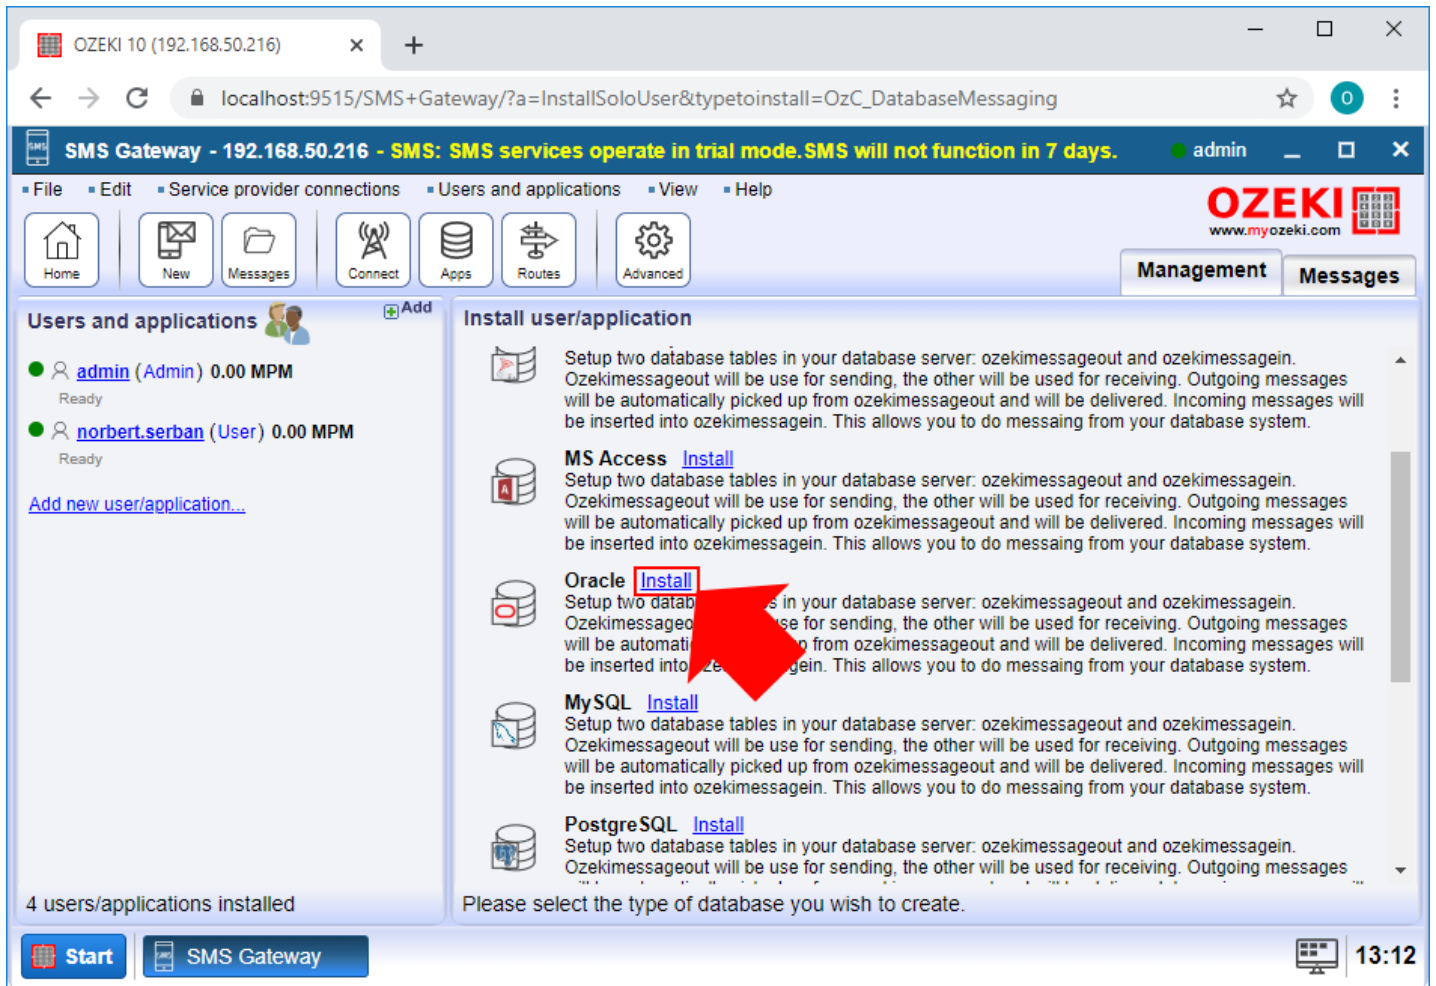 OZEKI 10 (192.168.50.216)
localhost:9515/SMS+Gateway/?a=InstallSoloUser&typetoinstall=OzC_DatabaseMessaging
O
SMS Gateway - 192.168.50.216 - SMS: SMS services operate in trial mode.SMS will not function in 7 days.
admin
File Edit Service provider connections Users and applications View Help
OZEKI
www.myozeki.com
Home New Messages Connect Apps Routes Advanced
Management Messages
Users and applications Add
admin (Admin) 0.00 MPM
Ready
norbert.serban (User) 0.00 MPM
Ready
Add new user/application...
4 users/applications installed
Install user/application
Setup two database tables in your database server: ozekimessageout and ozekimessagein.
Ozekimessageout will be use for sending, the other will be used for receiving. Outgoing messages
will be automatically picked up from ozekimessageout and will be delivered. Incoming messages will
be inserted into ozekimessagein. This allows you to do messaing from your database system.
MS Access Install
Setup two database tables in your database server: ozekimessageout and ozekimessagein.
Ozekimessageout will be use for sending, the other will be used for receiving. Outgoing messages
will be automatically picked up from ozekimessageout and will be delivered. Incoming messages will
be inserted into ozekimessagein. This allows you to do messaing from your database system.
Oracle Install
Setup two in your database server: ozekimessageout and ozekimessagein.
for sending, the other will be used for receiving. Outgoing messages
will be from ozekimessageout and will be delivered. Incoming messages will
be inserted into This allows you to do messaing from your database system.
MySQL Install
Setup two database tables in your database server: ozekimessageout and ozekimessagein.
Ozekimessageout will be use for sending, the other will be used for receiving. Outgoing messages
will be automatically picked up from ozekimessageout and will be delivered. Incoming messages will
be inserted into ozekimessagein. This allows you to do messaing from your database system.
PostgreSQL Install
Setup two database tables in your database server: ozekimessageout and ozekimessagein.
Ozekimessageout will be use for sending, the other will be used for receiving. Outgoing messages
Please select the type of database you wish to create.
Start SMS Gateway 13:12